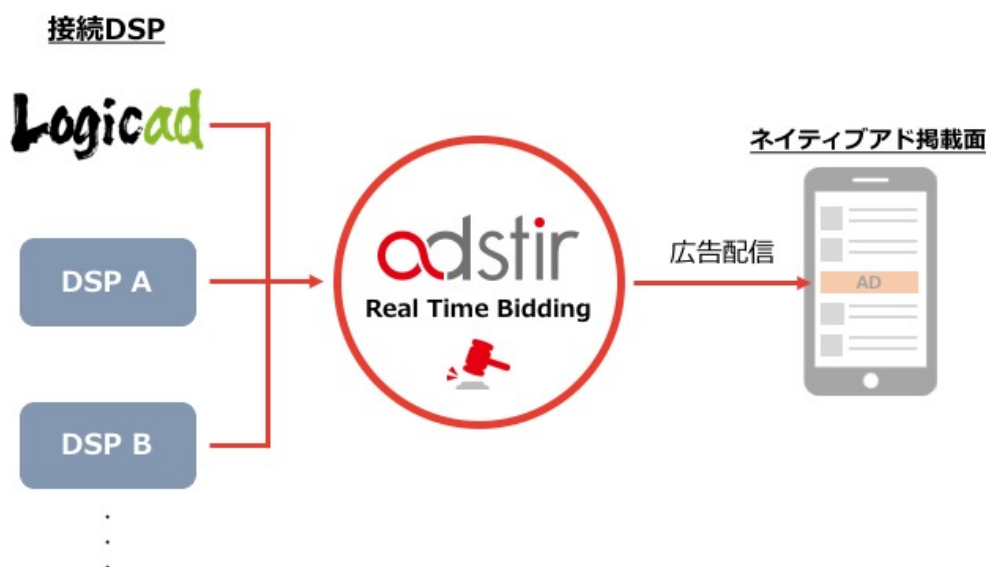 接続DSP
Logicad
DSP A
DSP B
adstir
Real Time Bidding
広告配信
ネイティブアド掲載面
AD